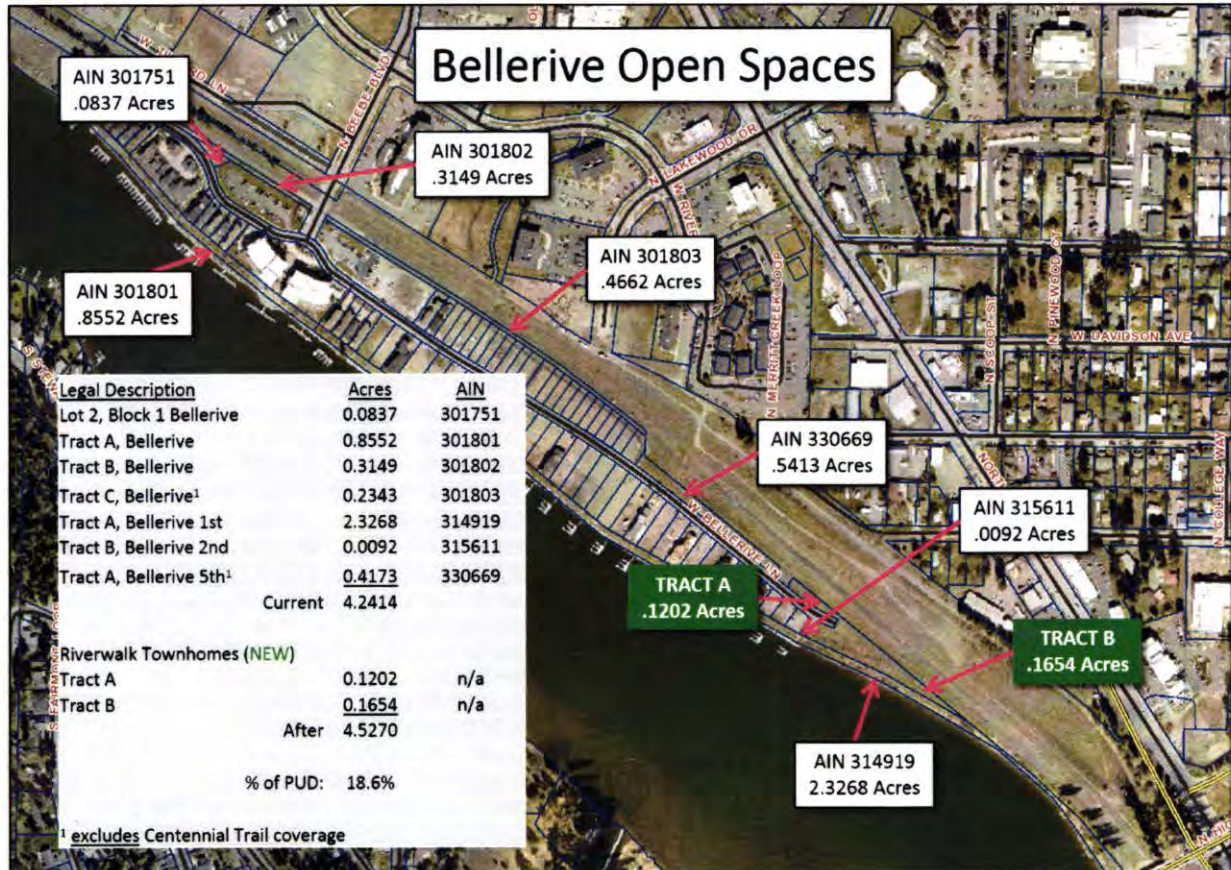 Bellerive Open Spaces
AIN 301751
.0837 Acres
N BEEBE BLVD
AIN 301802
.3149 Acres
N LAKEWOOD DR
W RIVER
AIN 301803
.4662 Acres
AIN 301801
.8552 Acres
N MERRITT CREEK LOOP
N SCOOP ST
N PINEWOOD CT
W DAVIDSON AVE
N COLLEGE WAY
NORT
AIN 330669
.5413 Acres
W BELLERIVE LN
AIN 315611
.0092 Acres
TRACT A
.1202 Acres
TRACT B
.1654 Acres
AIN 314919
2.3268 Acres
Legal Description Acres AIN
Lot 2, Block 1 Bellerive 0.0837 301751
Tract A, Bellerive 0.8552 301801
Tract B, Bellerive 0.3149 301802
Tract C, Bellerive¹ 0.2343 301803
Tract A, Bellerive 1st 2.3268 314919
Tract B, Bellerive 2nd 0.0092 315611
Tract A, Bellerive 5th¹ 0.4173 330669
Current 4.2414
Riverwalk Townhomes (NEW)
Tract A 0.1202 n/a
Tract B 0.1654 n/a
After 4.5270
% of PUD: 18.6%
¹ excludes Centennial Trail coverage